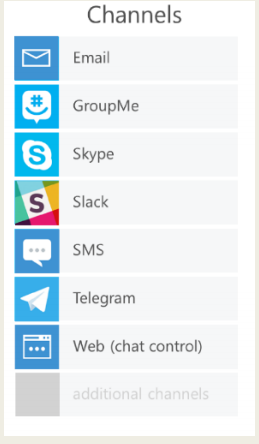 Channels
Email
GroupMe
Skype
Slack
SMS
Telegram
Web (chat control)
additional channels